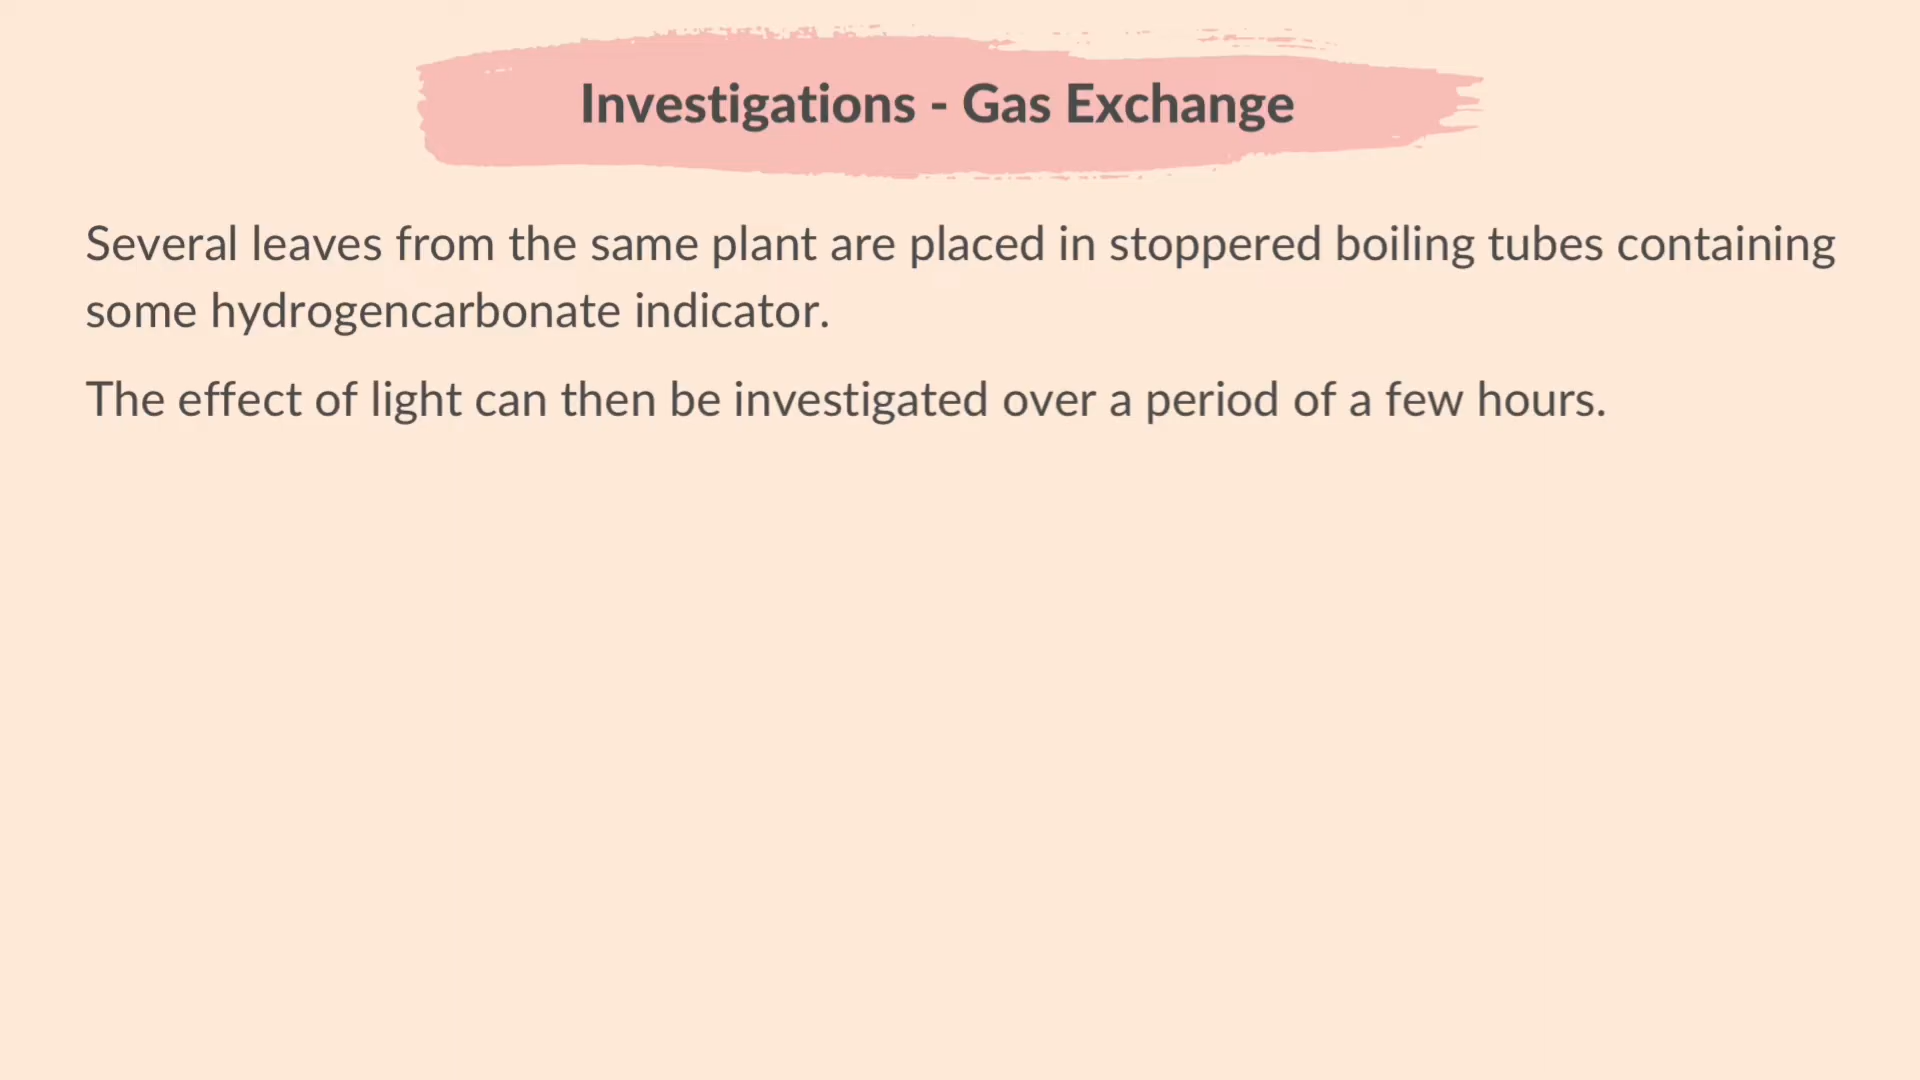 Investigations - Gas Exchange
Several leaves from the same plant are placed in stoppered boiling tubes containing
some hydrogencarbonate indicator.
The effect of light can then be investigated over a period of a few hours.